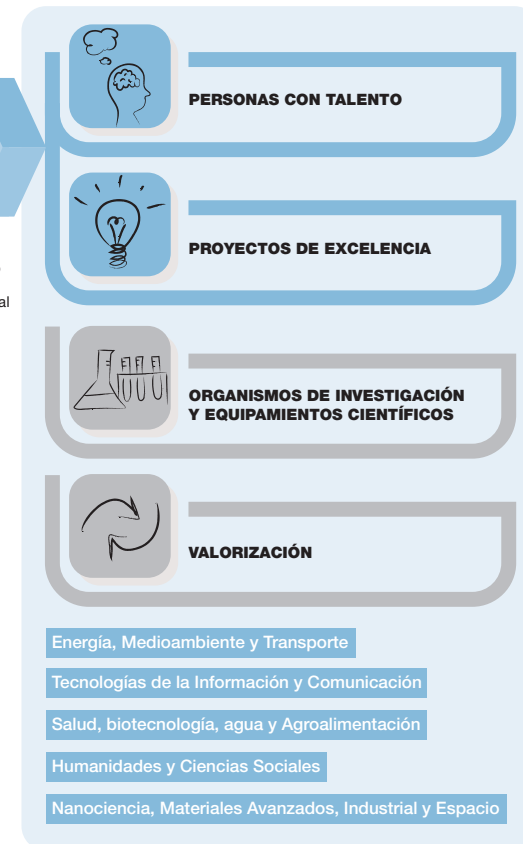 PERSONAS CON TALENTO
PROYECTOS DE EXCELENCIA
al
ORGANISMOS DE INVESTIGACIÓN
Y EQUIPAMIENTOS CIENTÍFICOS
VALORIZACIÓN
Energía, Medioambiente y Transporte
Tecnologías de la Información y Comunicación
Salud, biotecnología, agua y Agroalimentación
Humanidades y Ciencias Sociales
Nanociencia, Materiales Avanzados, Industrial y Espacio